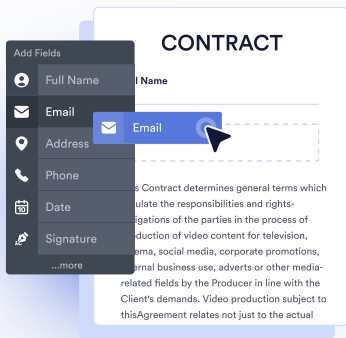 Add Fields
Full Name
Email
Address
Phone
Date
Signature
...more
CONTRACT
l Name
Email
s Contract determines general terms which
ulate the responsibilities and rights-
igations of the parties in the process of
duction of video content for television,
ema, social media, corporate promotions,
ernal business use, adverts or other media-
related fields by the Producer in line with the
Client's demands. Video production subject to
thisAgreement relates not just to the actual